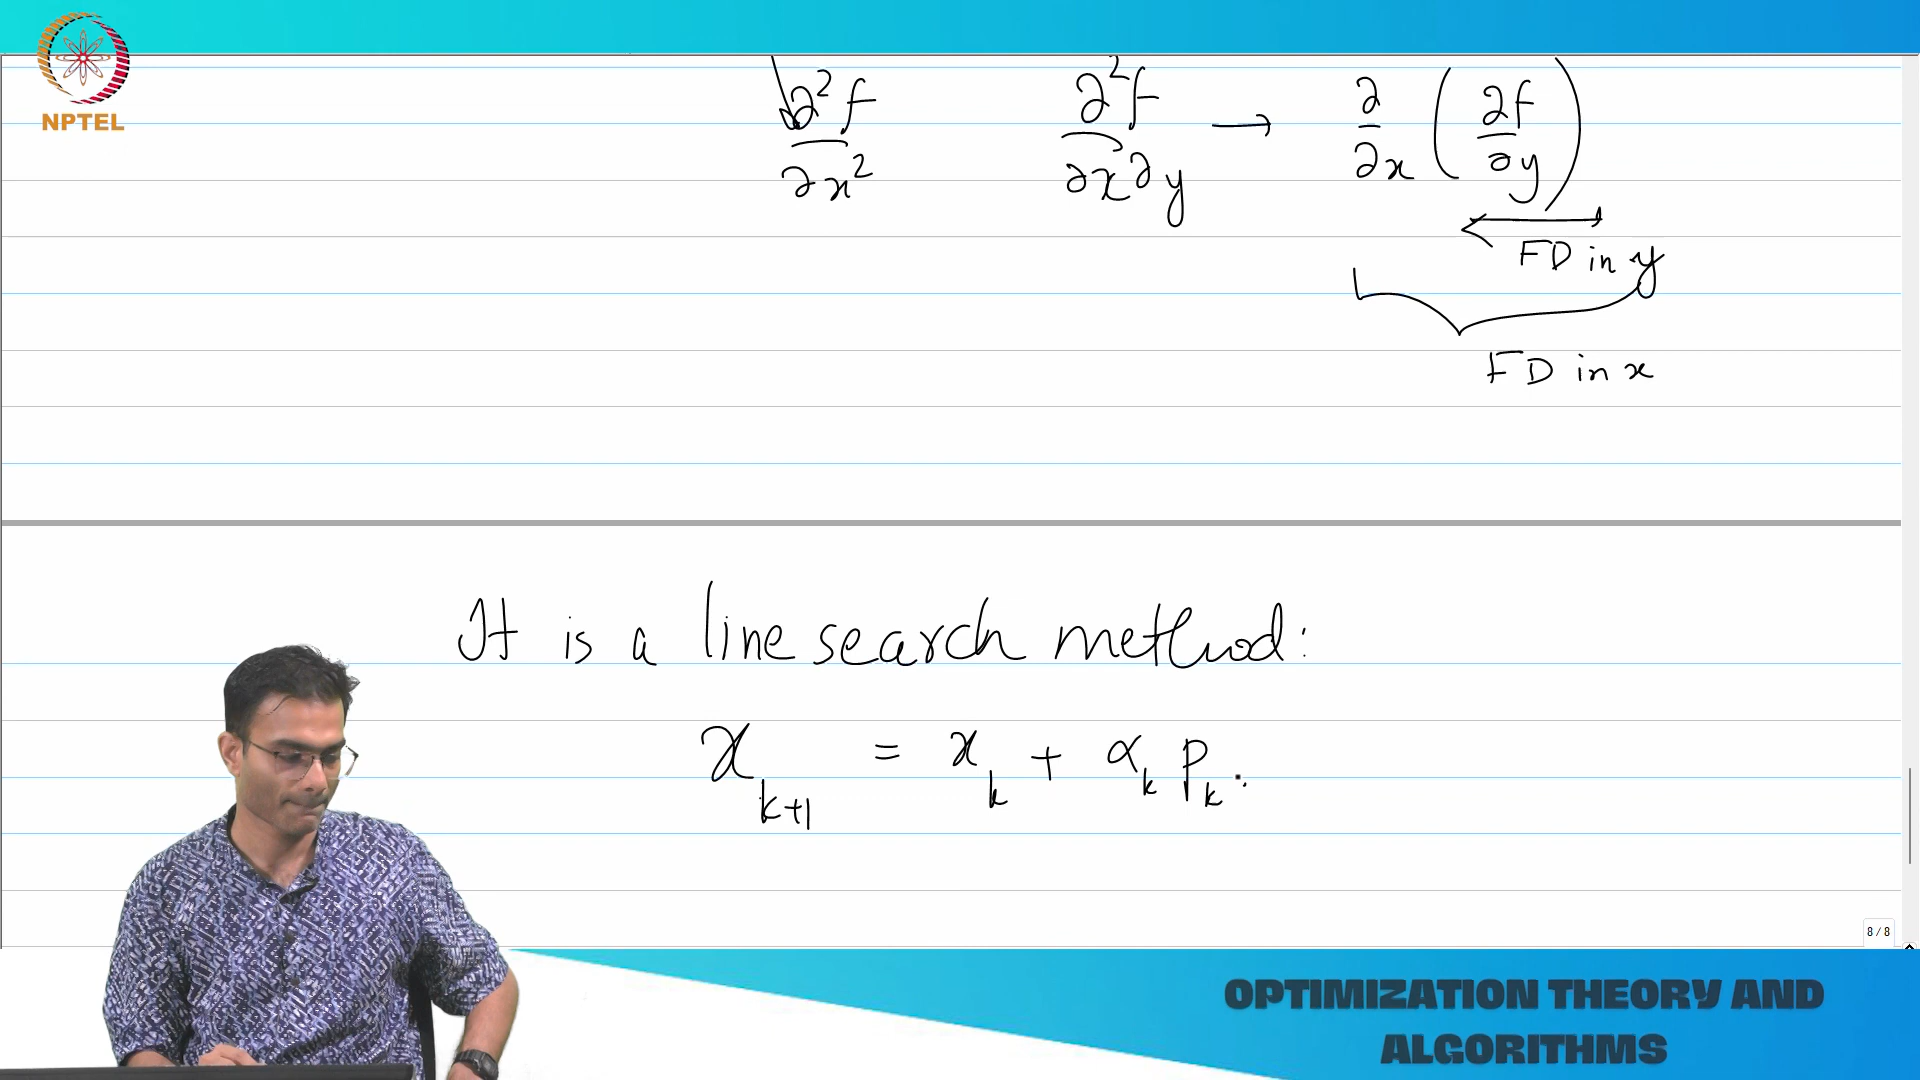 NPTEL
∂²f/∂x² ∂²f/∂x∂y → ∂/∂x (∂f/∂y)
FD in y
FD in x
It is a line search method:
x_{k+1} = x_k + α_k p_k.
8 / 8
OPTIMIZATION THEORY AND
ALGORITHMS